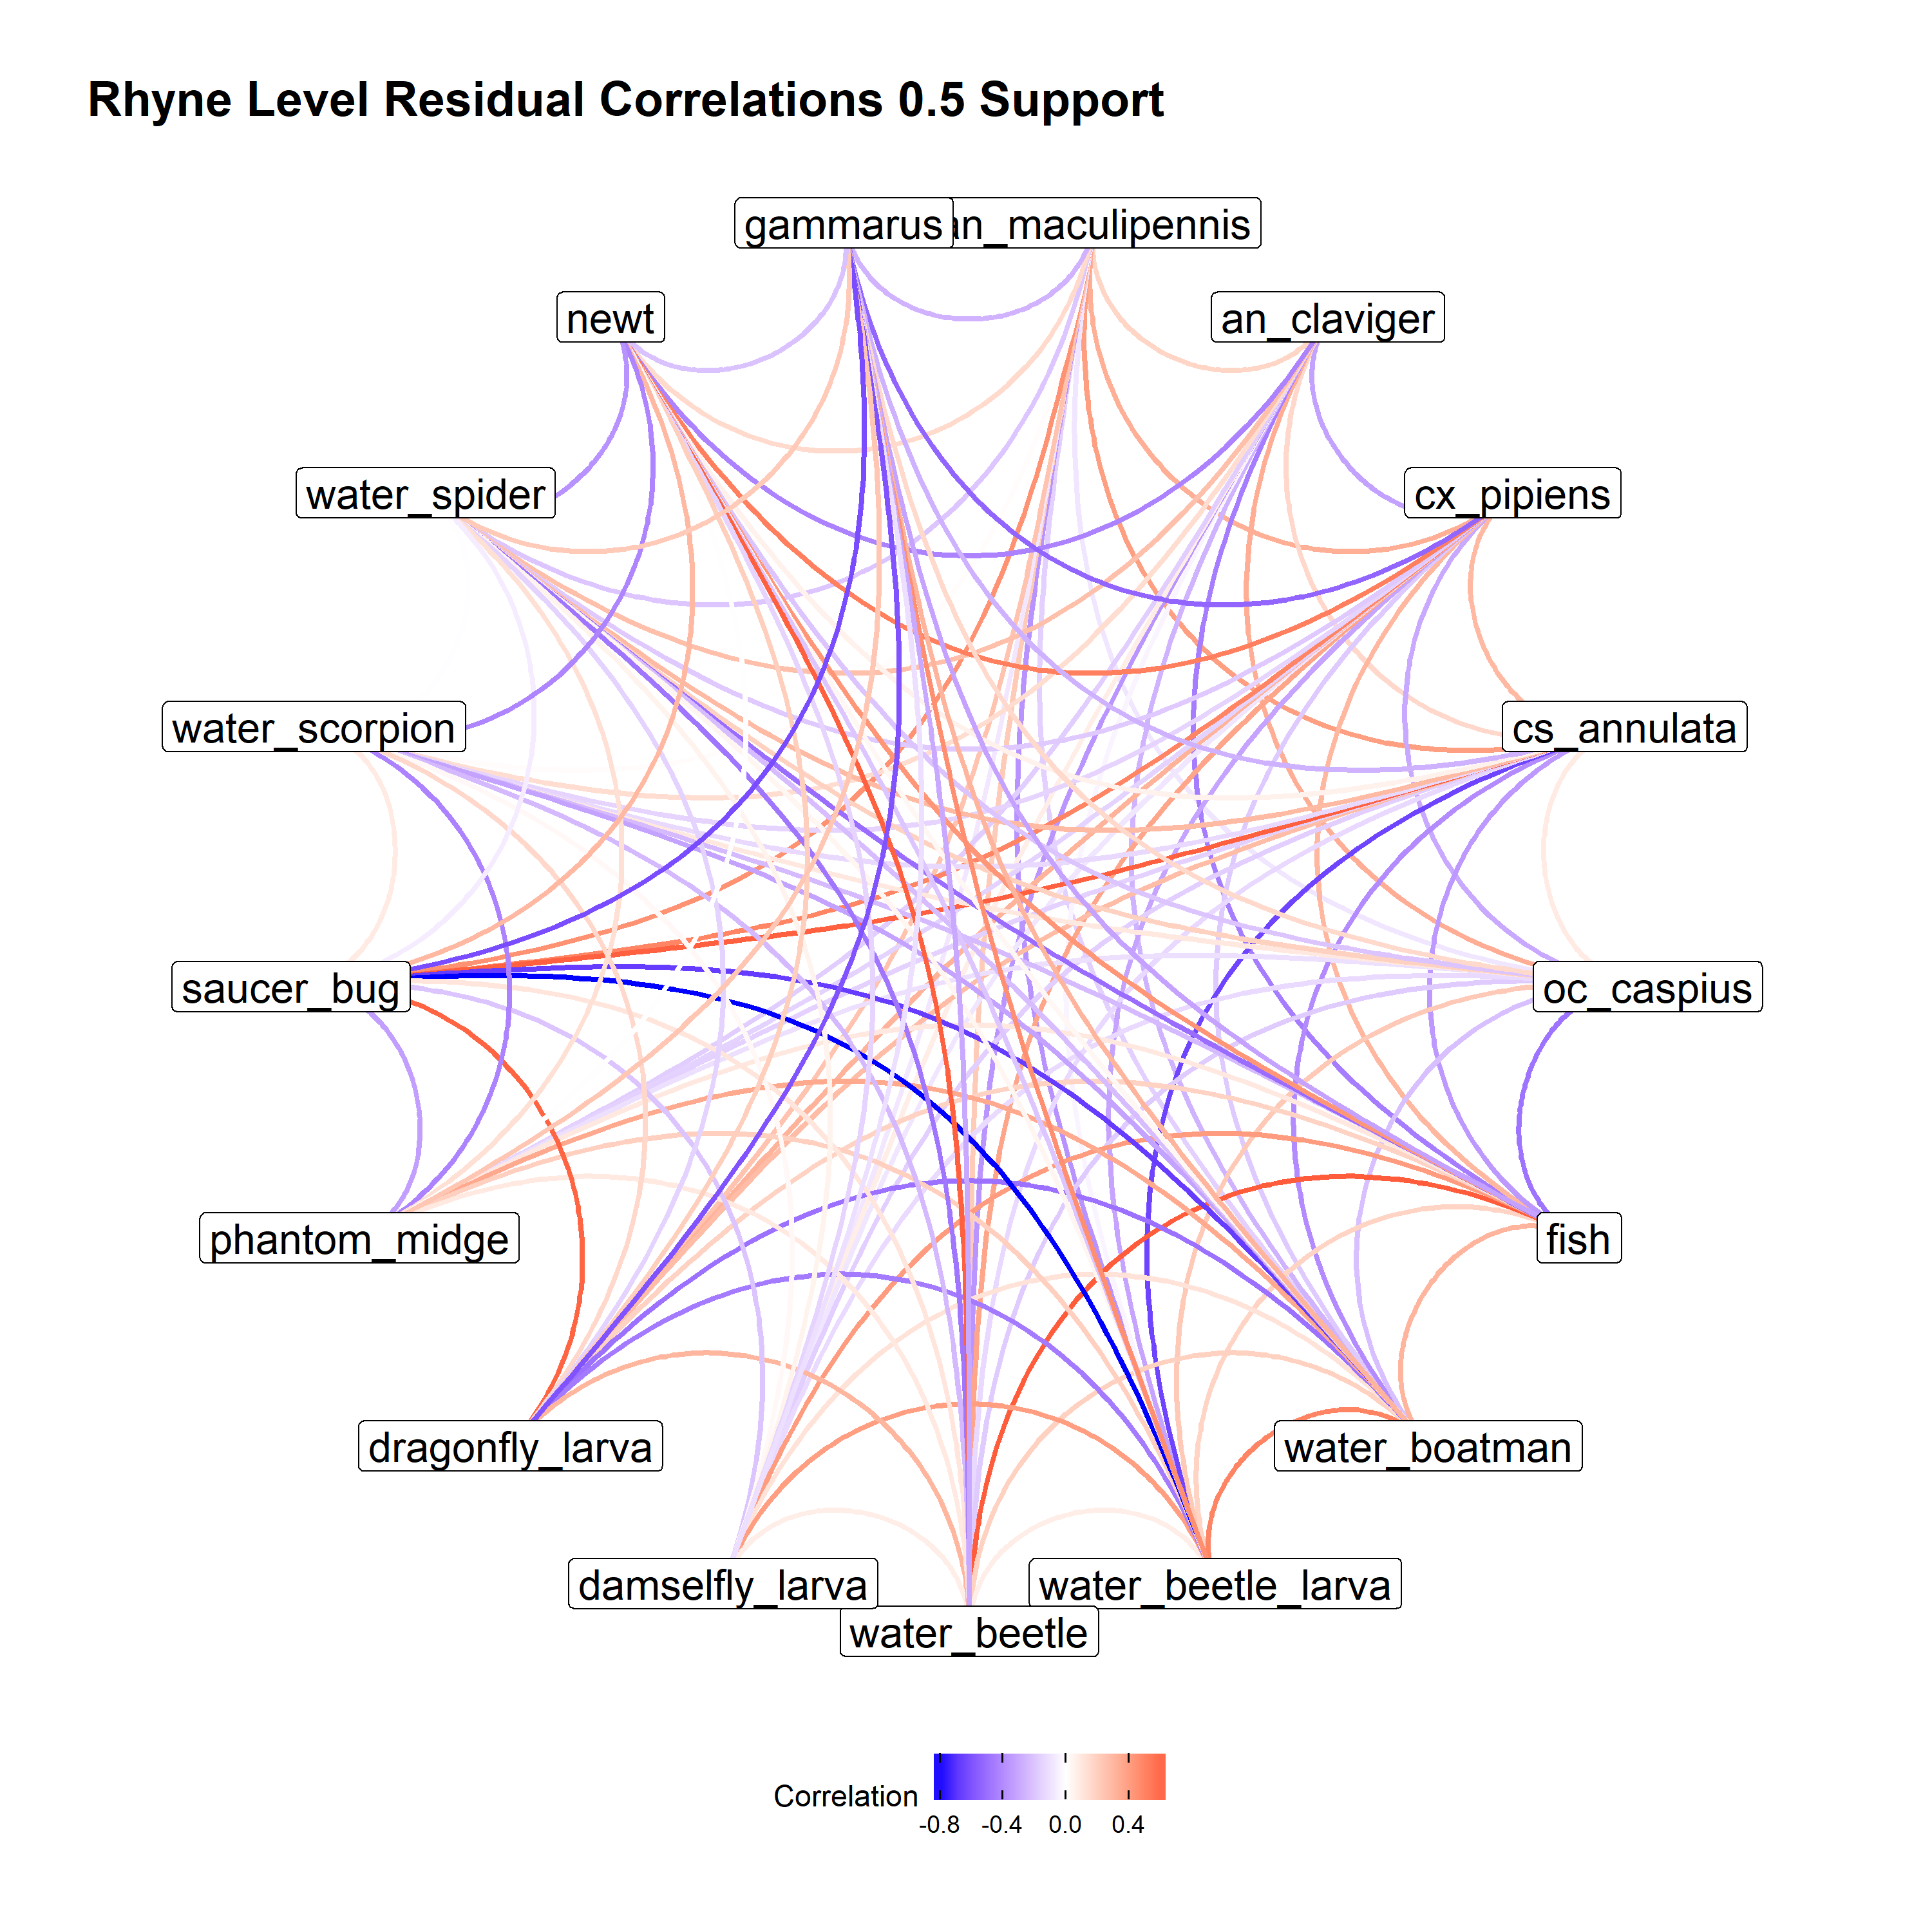 Rhyne Level Residual Correlations 0.5 Support
gammarus
an_maculipennis
newt
an_claviger
water_spider
cx_pipiens
water_scorpion
cs_annulata
saucer_bug
oc_caspius
phantom_midge
fish
dragonfly_larva
water_boatman
damselfly_larva
water_beetle_larva
water_beetle
Correlation
-0.8 -0.4 0.0 0.4